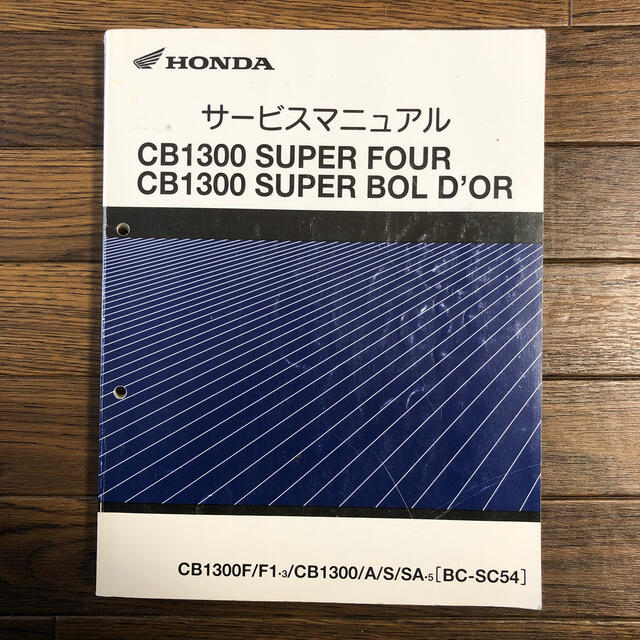 HONDA
サービスマニュアル
CB1300 SUPER FOUR
CB1300 SUPER BOL D'OR
CB1300F/F1-3/CB1300/A/S/SA-5[BC-SC54]